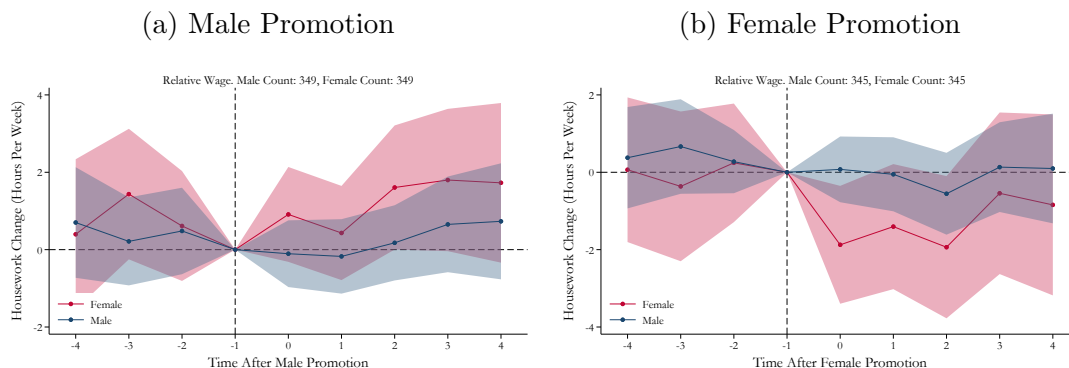 (a) Male Promotion
Relative Wage. Male Count: 349, Female Count: 349
Housework Change (Hours Per Week)
4
2
0
-2
Female
Male
-4 -3 -2 -1 0 1 2 3 4
Time After Male Promotion
(b) Female Promotion
Relative Wage. Male Count: 345, Female Count: 345
Housework Change (Hours Per Week)
2
0
-2
-4
Female
Male
-4 -3 -2 -1 0 1 2 3 4
Time After Female Promotion